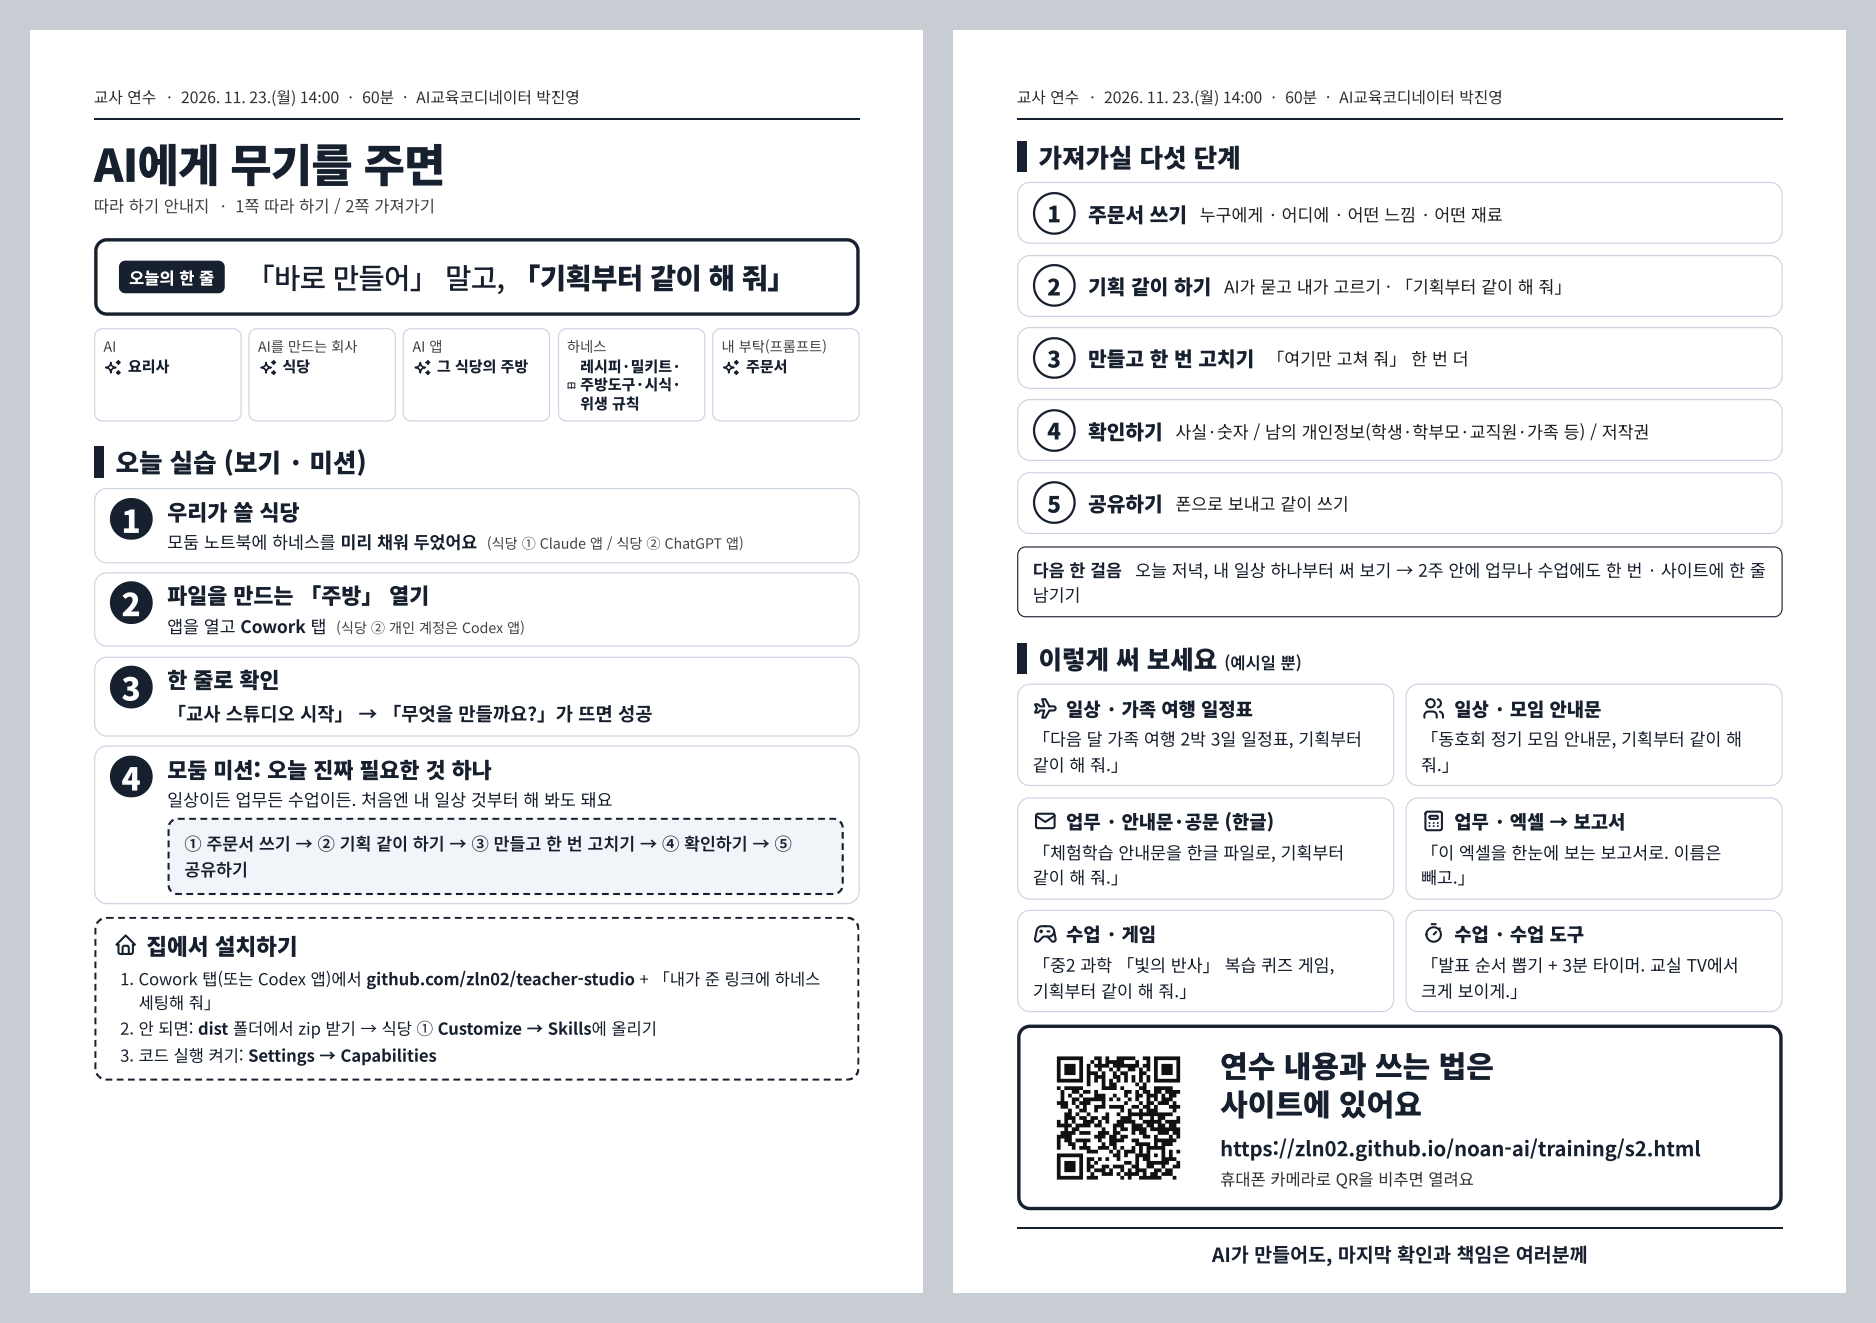 교사 연수 · 2026. 11. 23.(월) 14:00 · 60분 · AI교육코디네이터 박진영
AI에게 무기를 주면
따라 하기 안내지 · 1쪽 따라 하기 / 2쪽 가져가기
오늘의 한 줄 「바로 만들어」 말고, 「기획부터 같이 해 줘」
AI
요리사
AI를 만드는 회사
식당
AI 앱
그 식당의 주방
하네스
레시피·밀키트·
주방도구·시식·
위생 규칙
내 부탁(프롬프트)
주문서
오늘 실습 (보기 · 미션)
1 우리가 쓸 식당
모둠 노트북에 하네스를 미리 채워 두었어요 (식당 ① Claude 앱 / 식당 ② ChatGPT 앱)
2 파일을 만드는 「주방」 열기
앱을 열고 Cowork 탭 (식당 ② 개인 계정은 Codex 앱)
3 한 줄로 확인
「교사 스튜디오 시작」 → 「무엇을 만들까요?」가 뜨면 성공
4 모둠 미션: 오늘 진짜 필요한 것 하나
일상이든 업무든 수업이든. 처음엔 내 일상 것부터 해 봐도 돼요
① 주문서 쓰기 → ② 기획 같이 하기 → ③ 만들고 한 번 고치기 → ④ 확인하기 → ⑤
공유하기
집에서 설치하기
1. Cowork 탭(또는 Codex 앱)에서 github.com/zln02/teacher-studio + 「내가 준 링크에 하네스
세팅해 줘」
2. 안 되면: dist 폴더에서 zip 받기 → 식당 ① Customize → Skills에 올리기
3. 코드 실행 켜기: Settings → Capabilities
교사 연수 · 2026. 11. 23.(월) 14:00 · 60분 · AI교육코디네이터 박진영
가져가실 다섯 단계
1 주문서 쓰기 누구에게 · 어디에 · 어떤 느낌 · 어떤 재료
2 기획 같이 하기 AI가 묻고 내가 고르기 · 「기획부터 같이 해 줘」
3 만들고 한 번 고치기 「여기만 고쳐 줘」 한 번 더
4 확인하기 사실·숫자 / 남의 개인정보(학생·학부모·교직원·가족 등) / 저작권
5 공유하기 폰으로 보내고 같이 쓰기
다음 한 걸음 오늘 저녁, 내 일상 하나부터 써 보기 → 2주 안에 업무나 수업에도 한 번 · 사이트에 한 줄
남기기
이렇게 써 보세요 (예시일 뿐)
일상 · 가족 여행 일정표
「다음 달 가족 여행 2박 3일 일정표, 기획부터
같이 해 줘.」
일상 · 모임 안내문
「동호회 정기 모임 안내문, 기획부터 같이 해
줘.」
업무 · 안내문·공문 (한글)
「체험학습 안내문을 한글 파일로, 기획부터
같이 해 줘.」
업무 · 엑셀 → 보고서
「이 엑셀을 한눈에 보는 보고서로. 이름은
빼고.」
수업 · 게임
「중2 과학 「빛의 반사」 복습 퀴즈 게임,
기획부터 같이 해 줘.」
수업 · 수업 도구
「발표 순서 뽑기 + 3분 타이머. 교실 TV에서
크게 보이게.」
연수 내용과 쓰는 법은
사이트에 있어요
https://zln02.github.io/noan-ai/training/s2.html
휴대폰 카메라로 QR을 비추면 열려요
AI가 만들어도, 마지막 확인과 책임은 여러분께